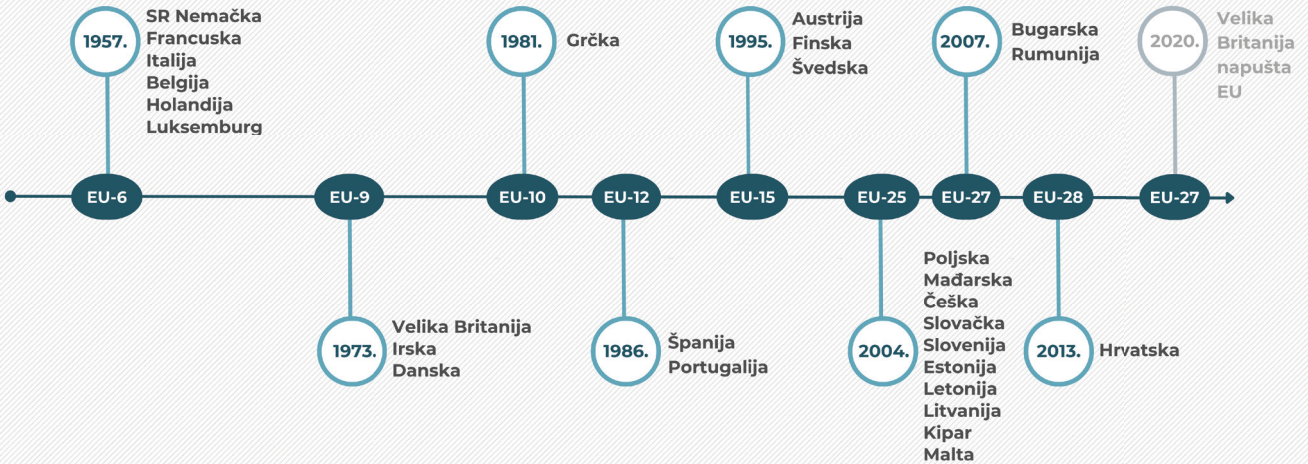 1957.
SR Nemačka
Francuska
Italija
Belgija
Holandija
Luksemburg
EU-6
1973.
Velika Britanija
Irska
Danska
EU-9
1981.
Grčka
EU-10
1986.
Španija
Portugalija
EU-12
1995.
Austrija
Finska
Švedska
EU-15
2004.
Poljska
Mađarska
Češka
Slovačka
Slovenija
Estonija
Letonija
Litvanija
Kipar
Malta
EU-25
2007.
Bugarska
Rumunija
EU-27
2013.
Hrvatska
EU-28
2020.
Velika
Britanija
napušta
EU
EU-27